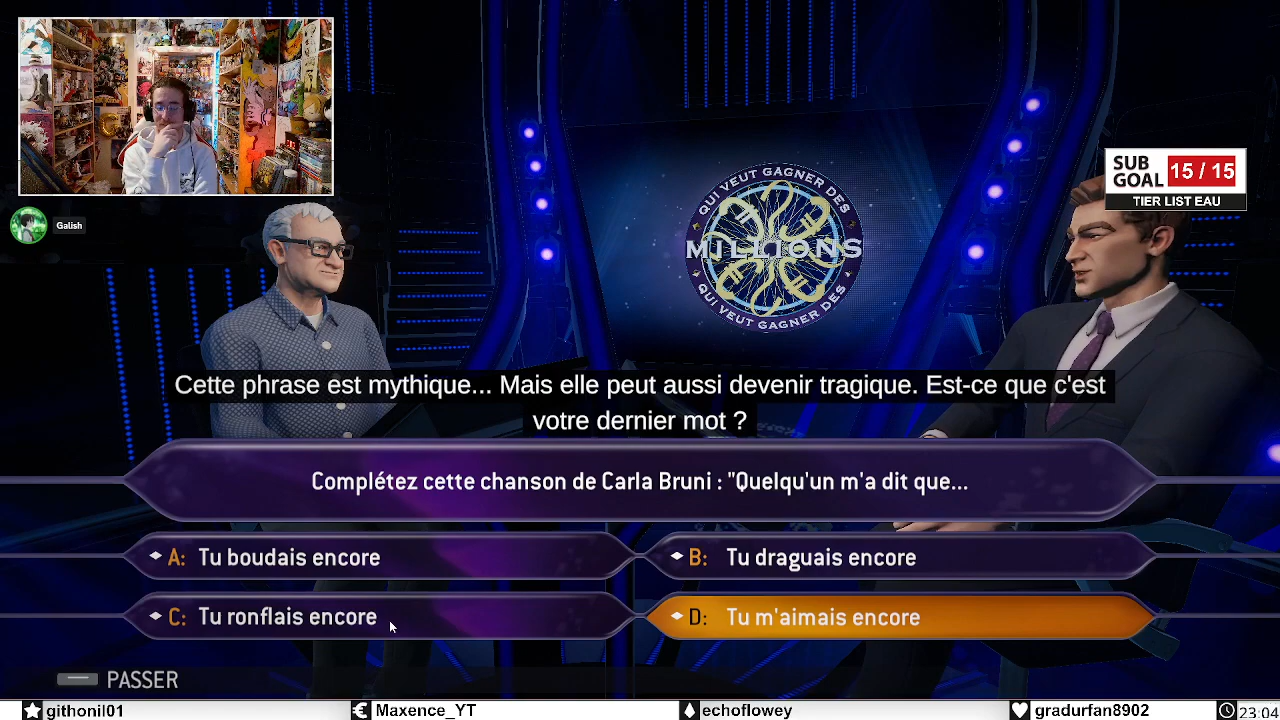 SUB
GOAL
15 / 15
TIER LIST EAU
Galish
QUI VEUT GAGNER DES
MILLIONS
QUI VEUT GAGNER DES
Cette phrase est mythique... Mais elle peut aussi devenir tragique. Est-ce que c'est
votre dernier mot ?
Complétez cette chanson de Carla Bruni : "Quelqu'un m'a dit que...
A: Tu boudais encore
B: Tu draguais encore
C: Tu ronflais encore
D: Tu m'aimais encore
PASSER
githonil01
Maxence_YT
echoflowey
gradurfan8902
23:04